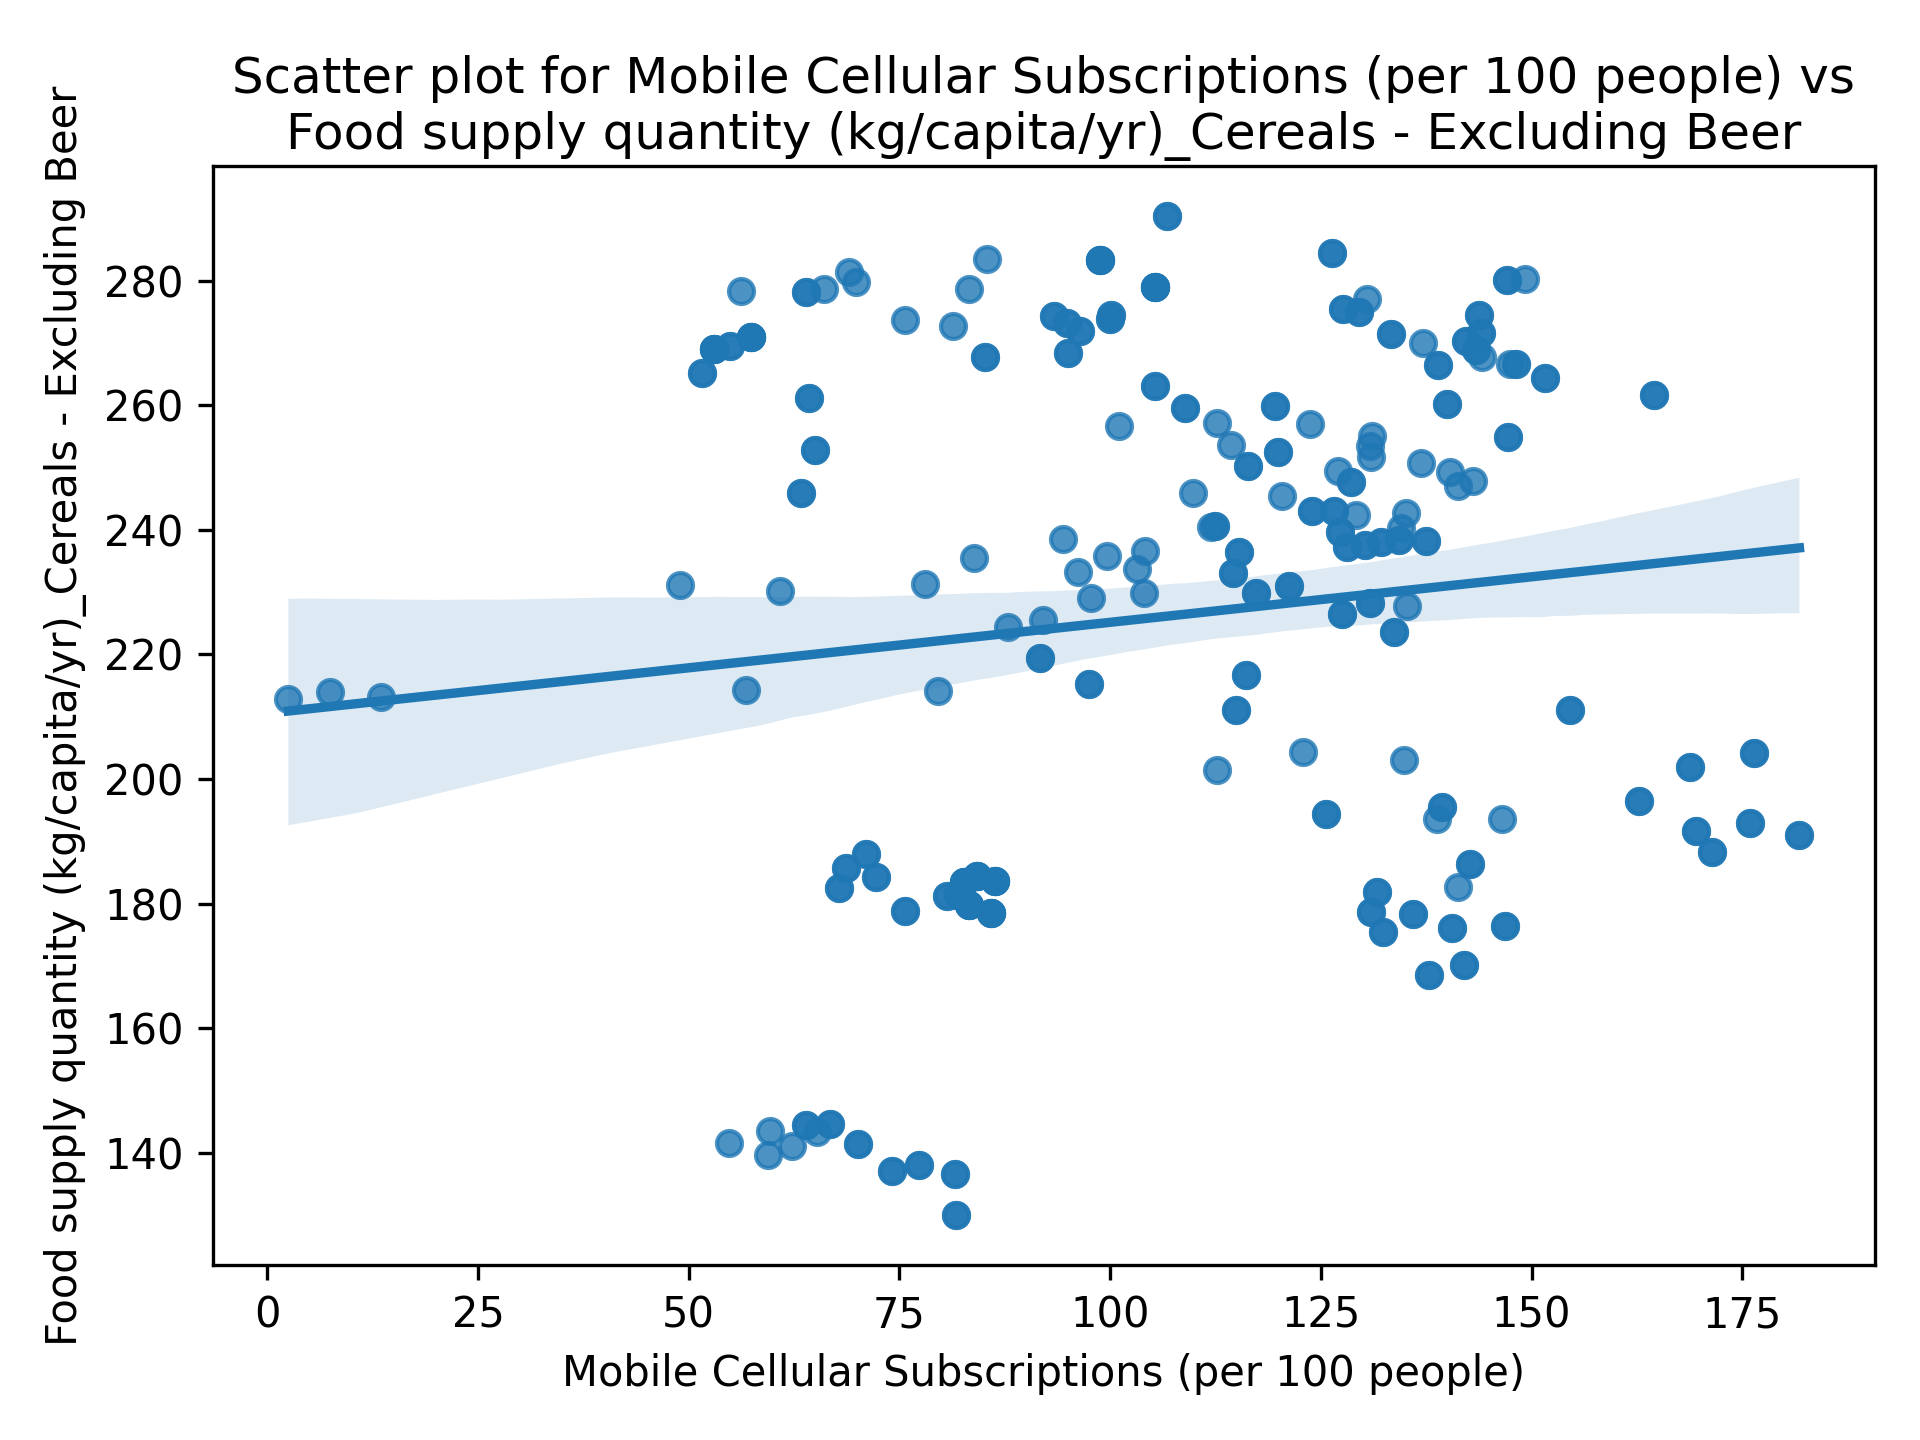 Scatter plot for Mobile Cellular Subscriptions (per 100 people) vs
Food supply quantity (kg/capita/yr)_Cereals - Excluding Beer
Food supply quantity (kg/capita/yr)_Cereals - Excluding Beer
280
260
240
220
200
180
160
140
0 25 50 75 100 125 150 175
Mobile Cellular Subscriptions (per 100 people)